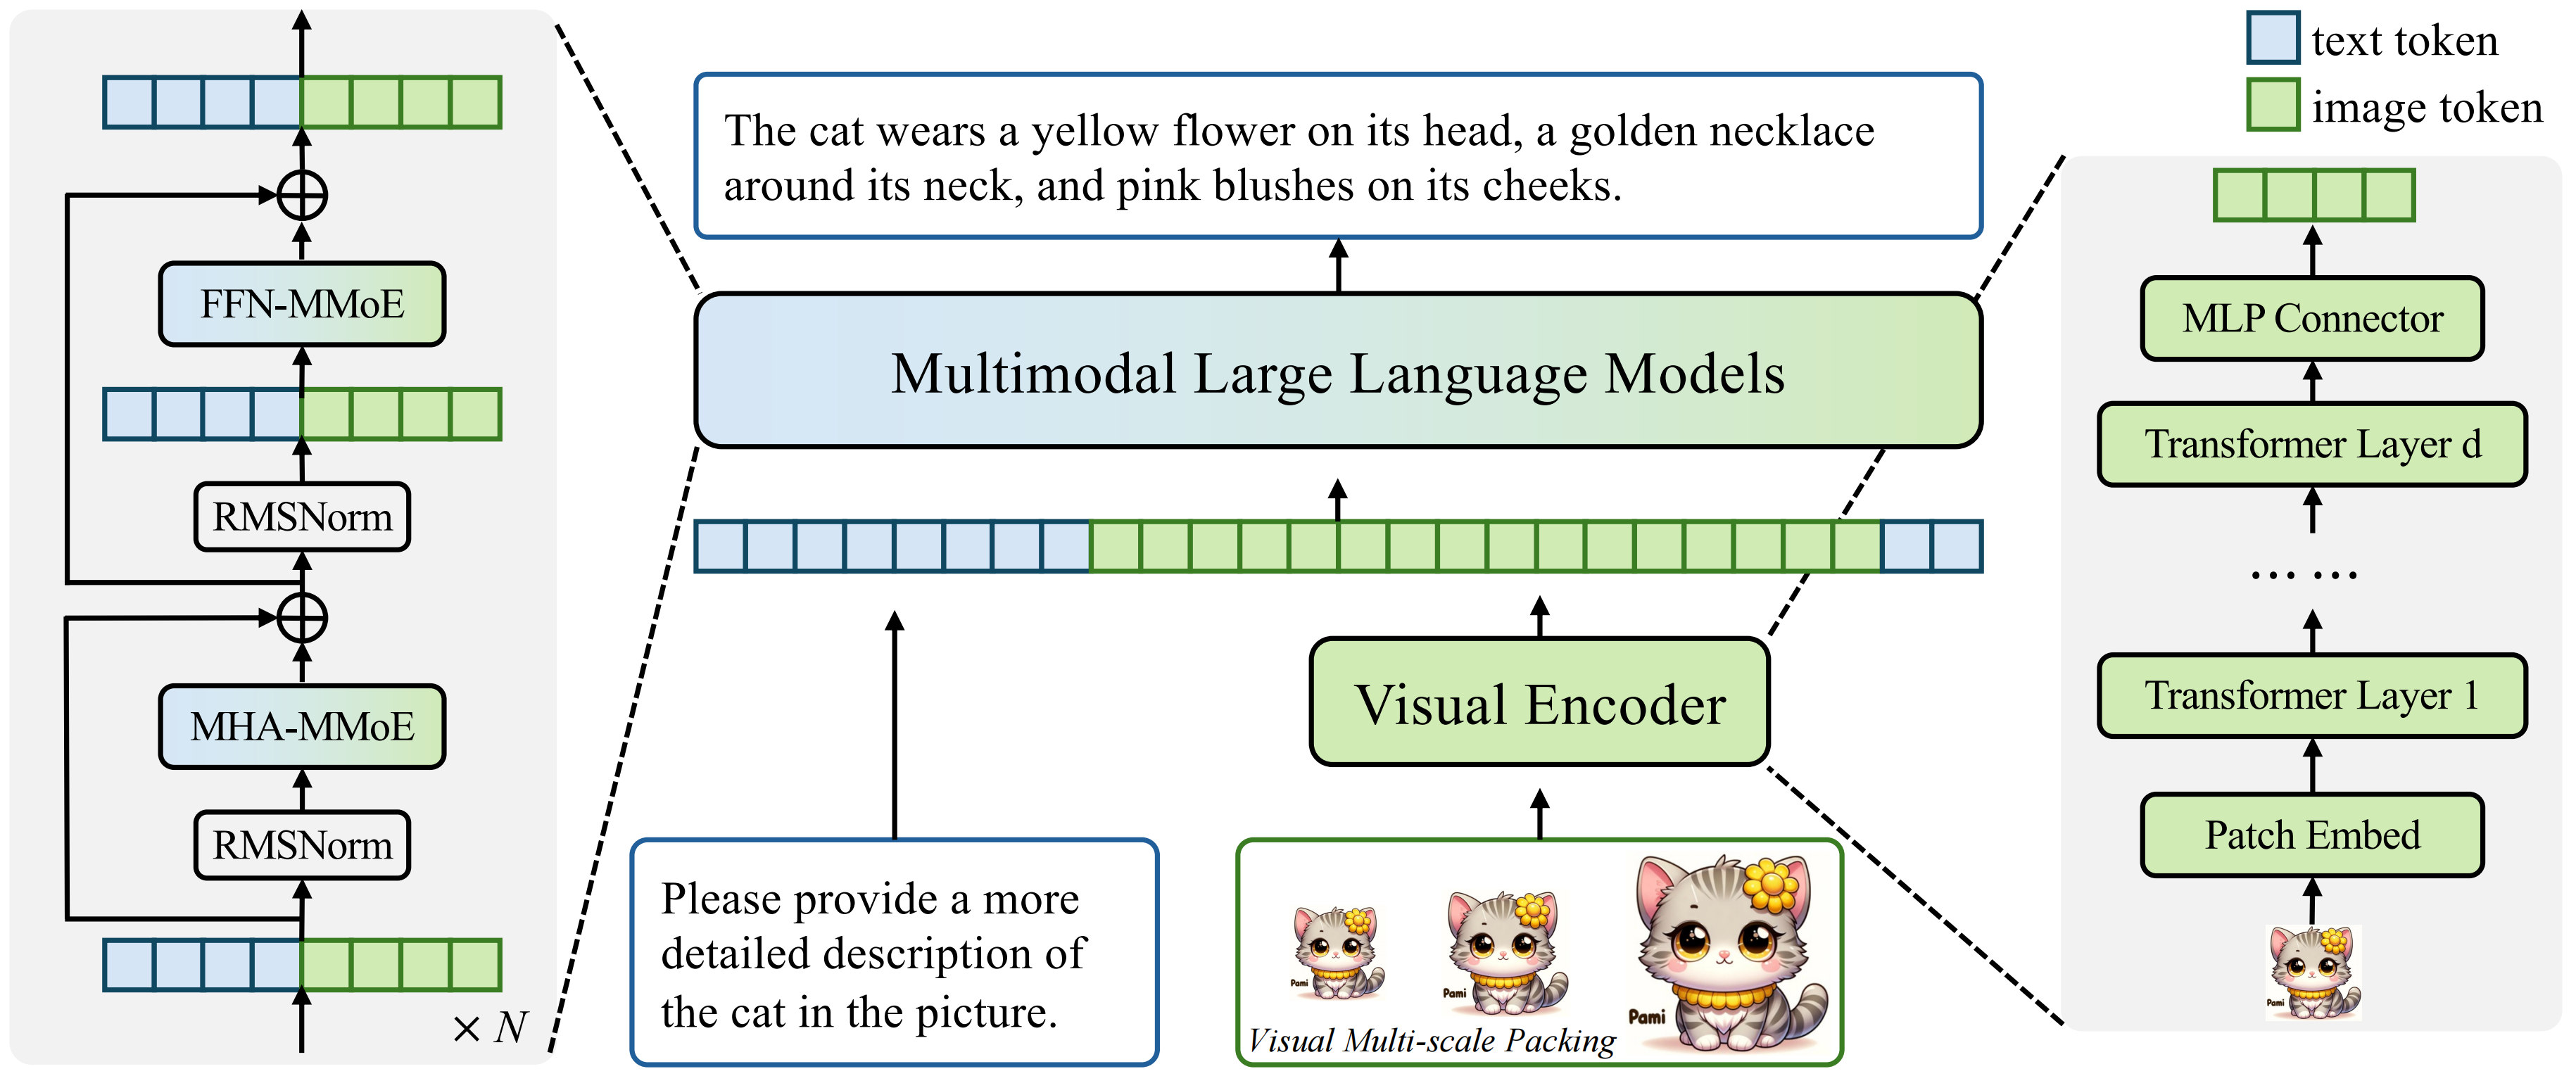 text token
image token
The cat wears a yellow flower on its head, a golden necklace
around its neck, and pink blushes on its cheeks.
FFN-MMoE
RMSNorm
MHA-MMoE
RMSNorm
× N
Multimodal Large Language Models
Visual Encoder
Please provide a more
detailed description of
the cat in the picture.
Pami
Pami
Pami
Visual Multi-scale Packing
MLP Connector
Transformer Layer d
... ...
Transformer Layer 1
Patch Embed
Pami